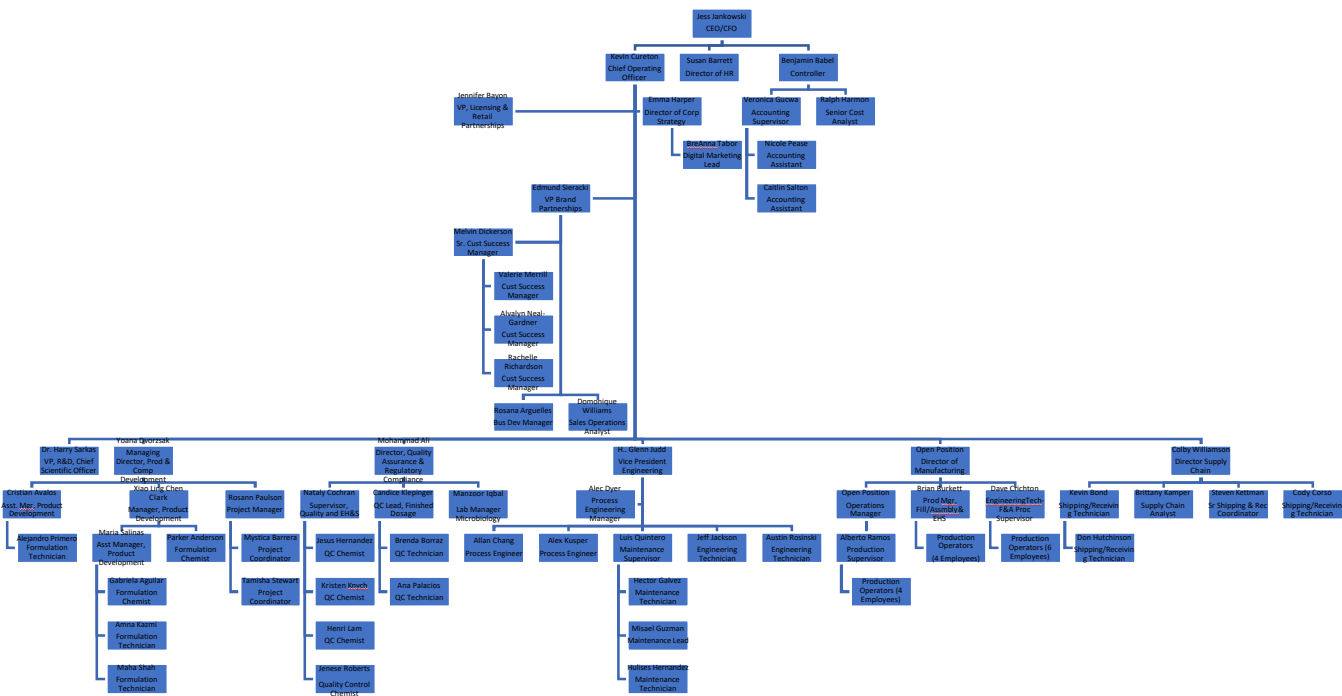 Jess Jankowski
CEO/CFO
Kevin Cureton
Chief Operating
Officer
Susan Barrett
Director of HR
Benjamin Babel
Controller
Jennifer Bayon
VP, Licensing &
Retail
Partnerships
Emma Harper
Director of Corp
Strategy
Veronica Gucwa
Accounting
Supervisor
Ralph Harmon
Senior Cost
Analyst
BreAnna Tabor
Digital Marketing
Lead
Nicole Pease
Accounting
Assistant
Caitlin Salton
Accounting
Assistant
Edmund Sieracki
VP Brand
Partnerships
Melvin Dickerson
Sr. Cust Success
Manager
Valerie Merrill
Cust Success
Manager
Alvalyn Neal-
Gardner
Cust Success
Manager
Rachelle
Richardson
Cust Success
Manager
Rosana Arguelles
Bus Dev Manager
Domonique
Williams
Sales Operations
Analyst
Dr. Harry Sarkas
VP, R&D, Chief
Scientific Officer
Yoana Dvorzsak
Managing
Director, Prod &
Comp
Development
Mohammad Ali
Director, Quality
Assurance &
Regulatory
Compliance
H.. Glenn Judd
Vice President
Engineering
Open Position
Director of
Manufacturing
Colby Williamson
Director Supply
Chain
Cristian Avalos
Asst. Mgr, Product
Development
Xiao Ling Chen
Clark
Manager, Product
Development
Rosann Paulson
Project Manager
Nataly Cochran
Supervisor,
Quality and EH&S
Candice Klepinger
QC Lead, Finished
Dosage
Manzoor Iqbal
Lab Manager
Microbiology
Alec Dyer
Process
Engineering
Manager
Open Position
Operations
Manager
Brian Burkett
Prod Mgr,
Fill/Assmbly &
EHS
Dave Crichton
EngineeringTech-
F&A Proc
Supervisor
Kevin Bond
Shipping/Receivin
g Technician
Brittany Kamper
Supply Chain
Analyst
Steven Kettman
Sr Shipping & Rec
Coordinator
Cody Corso
Shipping/Receivin
g Technician
Alejandro Primero
Formulation
Technician
Maria Salinas
Asst Manager,
Product
Development
Parker Anderson
Formulation
Chemist
Mystica Barrera
Project
Coordinator
Jesus Hernandez
QC Chemist
Brenda Borraz
QC Technician
Allan Chang
Process Engineer
Alex Kusper
Process Engineer
Luis Quintero
Maintenance
Supervisor
Jeff Jackson
Engineering
Technician
Austin Rosinski
Engineering
Technician
Alberto Ramos
Production
Supervisor
Production
Operators
(4 Employees)
Production
Operators (6
Employees)
Don Hutchinson
Shipping/Receivin
g Technician
Gabriela Aguilar
Formulation
Chemist
Tamisha Stewart
Project
Coordinator
Kristen Knych
QC Chemist
Ana Palacios
QC Technician
Hector Galvez
Maintenance
Technician
Production
Operators (4
Employees)
Amna Kazmi
Formulation
Technician
Henri Lam
QC Chemist
Misael Guzman
Maintenance Lead
Maha Shah
Formulation
Technician
Jenese Roberts
Quality Control
Chemist
Hulises Hernandez
Maintenance
Technician